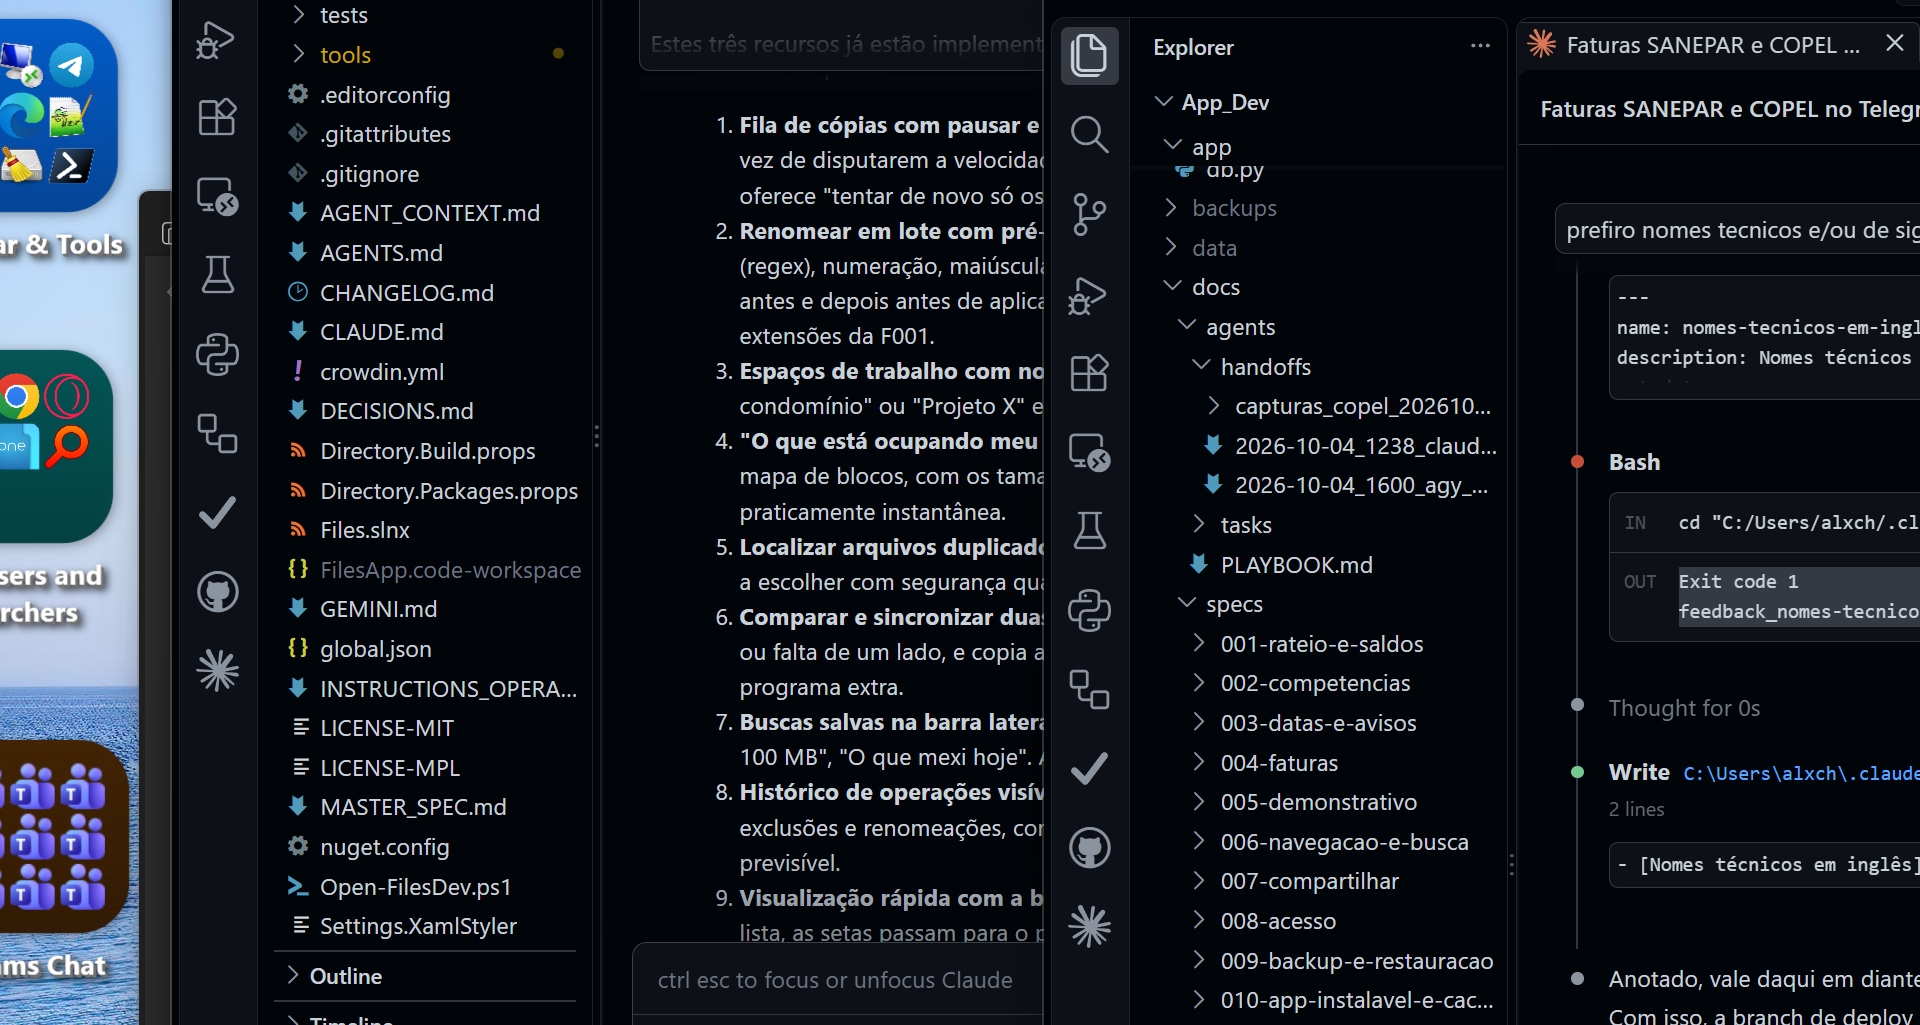 ar & Tools
one
sers and
rchers
ms Chat
tests
tools
.editorconfig
.gitattributes
.gitignore
AGENT_CONTEXT.md
AGENTS.md
CHANGELOG.md
CLAUDE.md
crowdin.yml
DECISIONS.md
Directory.Build.props
Directory.Packages.props
Files.slnx
FilesApp.code-workspace
GEMINI.md
global.json
INSTRUCTIONS_OPERA...
LICENSE-MIT
LICENSE-MPL
MASTER_SPEC.md
nuget.config
Open-FilesDev.ps1
Settings.XamlStyler
Outline
Timeline
Estes três recursos já estão implement
1. Fila de cópias com pausar e
vez de disputarem a velocidad
oferece "tentar de novo só os
2. Renomear em lote com pré-
(regex), numeração, maiúscula
antes e depois antes de aplica
extensões da F001.
3. Espaços de trabalho com no
condomínio" ou "Projeto X" e
4. "O que está ocupando meu
mapa de blocos, com os tama
praticamente instantânea.
5. Localizar arquivos duplicado
a escolher com segurança qua
6. Comparar e sincronizar duas
ou falta de um lado, e copia a
programa extra.
7. Buscas salvas na barra latera
100 MB", "O que mexi hoje".
8. Histórico de operações visív
exclusões e renomeações, con
previsível.
9. Visualização rápida com a b
lista, as setas passam para o p
ctrl esc to focus or unfocus Claude
Explorer
App_Dev
app
db.py
backups
data
docs
agents
handoffs
capturas_copel_202610...
2026-10-04_1238_claud...
2026-10-04_1600_agy_...
tasks
PLAYBOOK.md
specs
001-rateio-e-saldos
002-competencias
003-datas-e-avisos
004-faturas
005-demonstrativo
006-navegacao-e-busca
007-compartilhar
008-acesso
009-backup-e-restauracao
010-app-instalavel-e-cac...
Faturas SANEPAR e COPEL ...
Faturas SANEPAR e COPEL no Telegr
prefiro nomes tecnicos e/ou de sig
---
name: nomes-tecnicos-em-ingl
description: Nomes técnicos
Bash
IN cd "C:/Users/alxch/.cl
OUT Exit code 1
feedback_nomes-tecnico
Thought for 0s
Write C:\Users\alxch\.claude
2 lines
- [Nomes técnicos em inglês]
Anotado, vale daqui em diante
Com isso, a branch de deploy